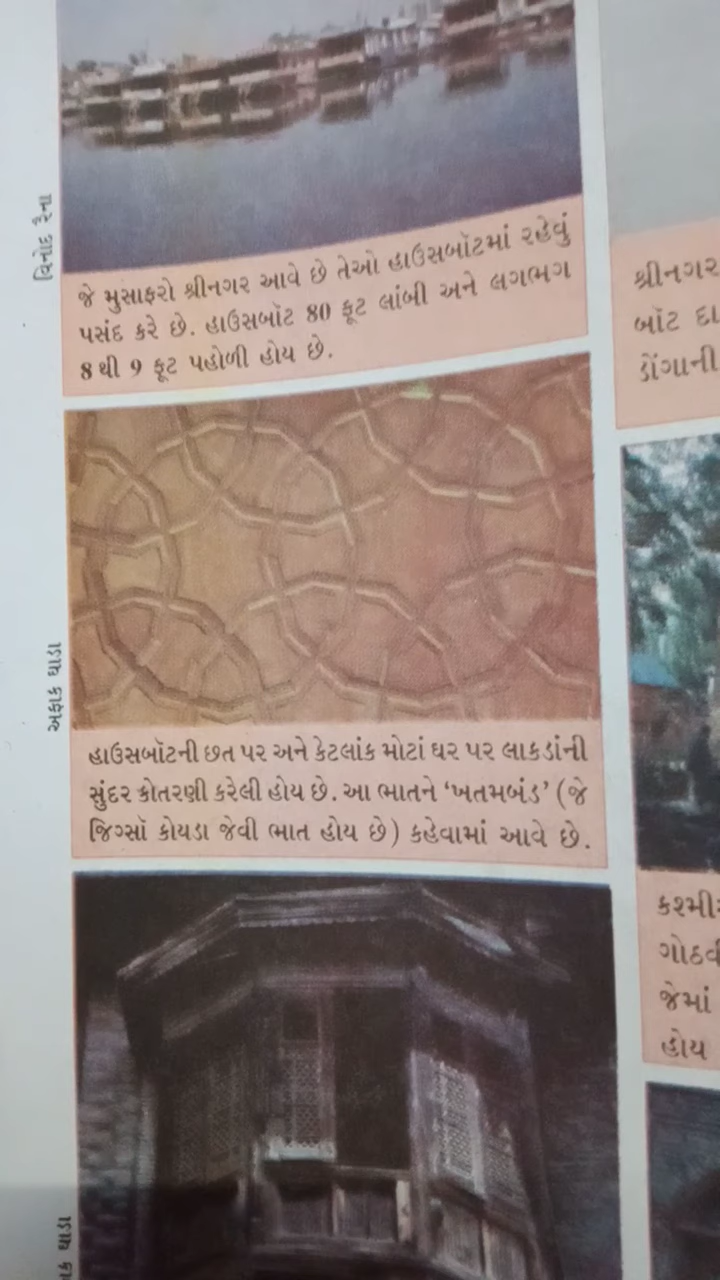 વિનોદ રૈના
જે મુસાફરો શ્રીનગર આવે છે તેઓ હાઉસબૉટમાં રહેવું
પસંદ કરે છે. હાઉસબૉટ 80 ફૂટ લાંબી અને લગભગ
8 થી 9 ફૂટ પહોળી હોય છે.
અફાક ઘાડા
હાઉસબૉટની છત પર અને કેટલાંક મોટાં ઘર પર લાકડાંની
સુંદર કોતરણી કરેલી હોય છે. આ ભાતને ‘ખતમબંડ’ (જે
જિગ્સૉ કોયડા જેવી ભાત હોય છે) કહેવામાં આવે છે.
ઘાડા
શ્રીનગર
બૉટ
ડોંગાની
જેમાં
હોય